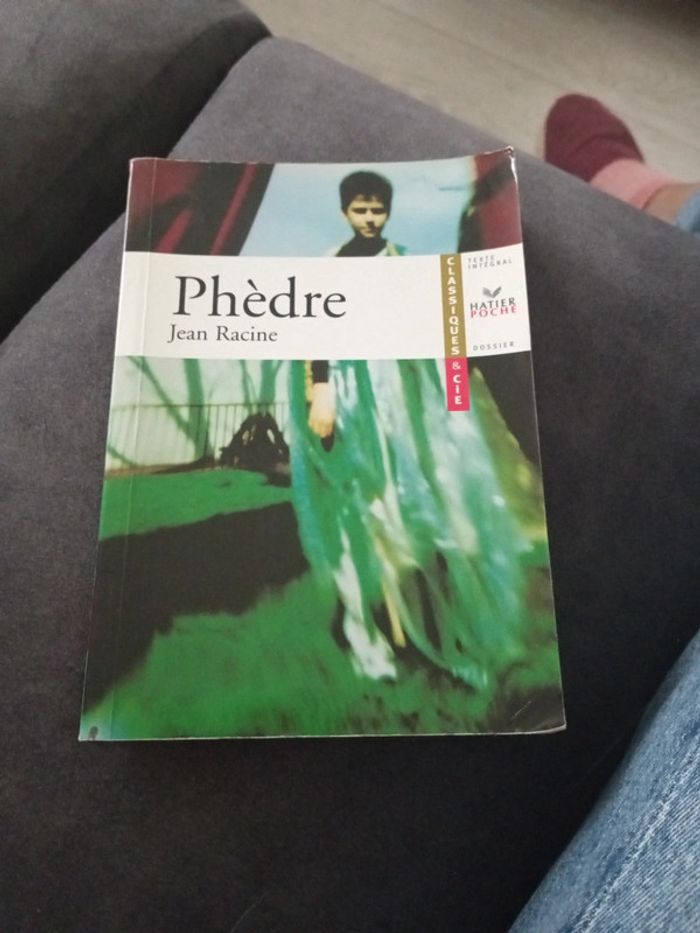 Phèdre
Jean Racine
CLASSIQUES & CIE
TEXTE
INTÉGRAL
HATIER
POCHE
DOSSIER